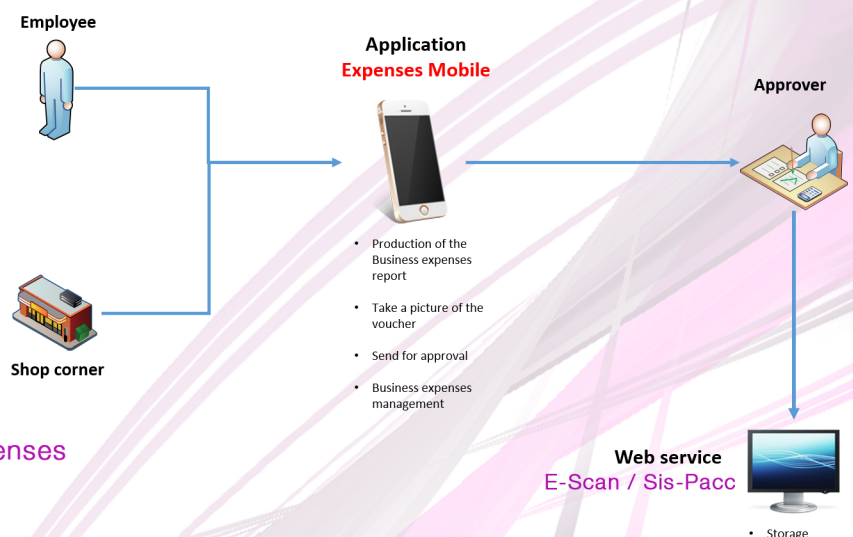 Employee
Application
Expenses Mobile
Approver
• Production of the
Business expenses
report
• Take a picture of the
voucher
• Send for approval
• Business expenses
management
Shop corner
enses
Web service
E-Scan / Sis-Pacc
• Storage